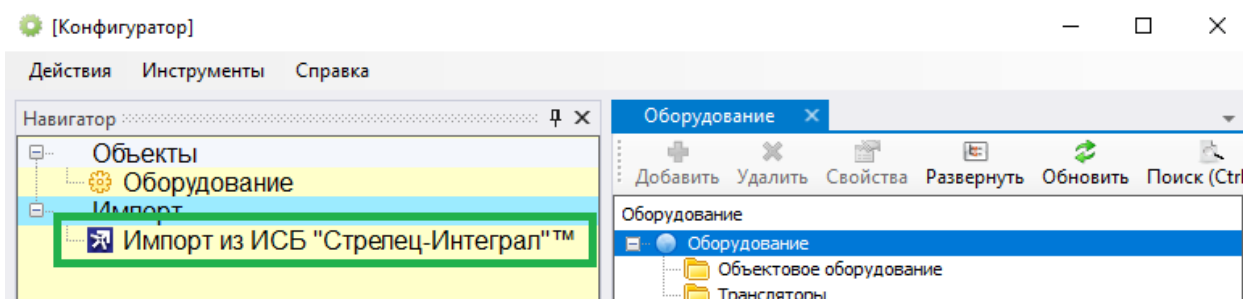 [Конфигуратор]
Действия Инструменты Справка
Навигатор
Объекты
Оборудование
Импорт
Импорт из ИСБ "Стрелец-Интеграл"™
Оборудование
Добавить Удалить Свойства Развернуть Обновить Поиск (Ctrl
Оборудование
Оборудование
Объектовое оборудование
Трансляторы